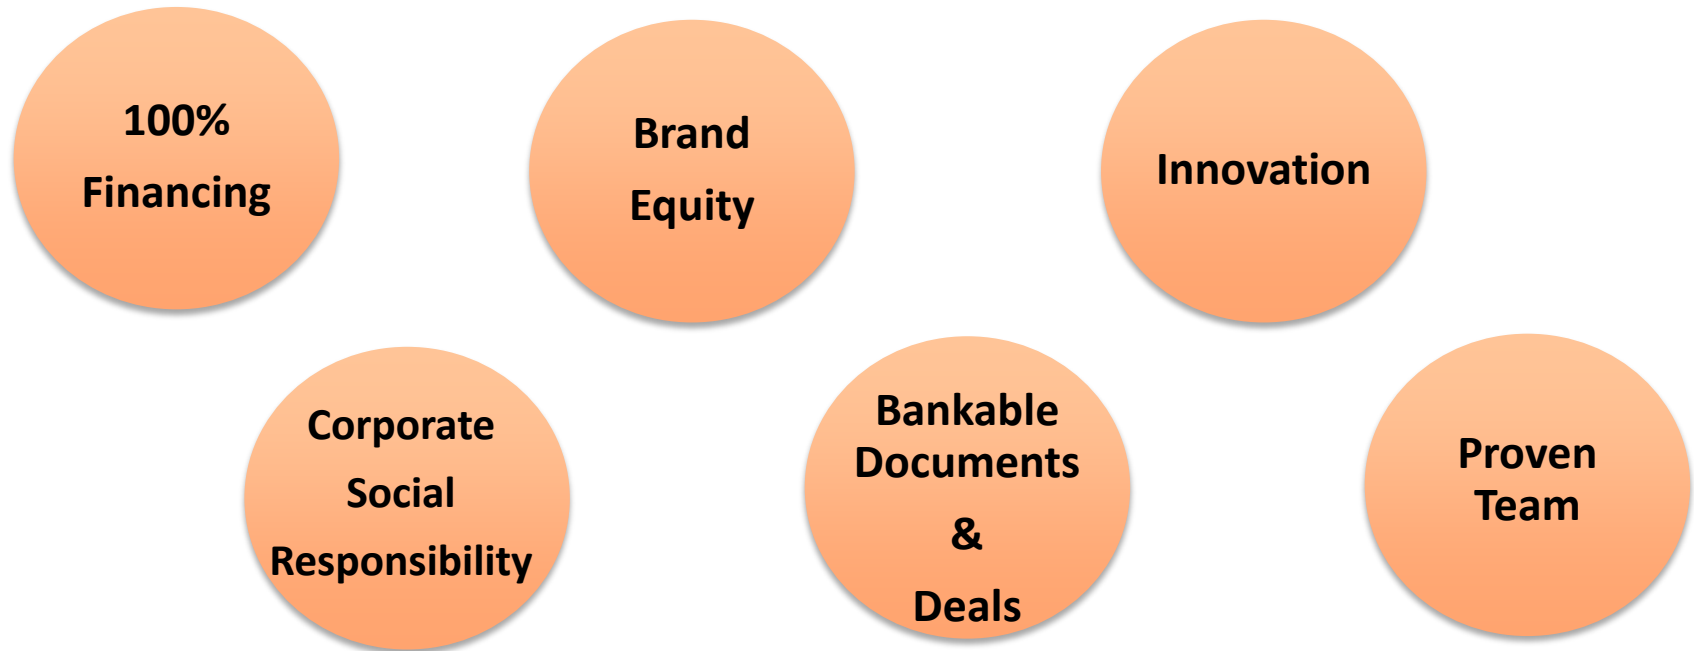 100%
Financing
Brand
Equity
Innovation
Corporate
Social
Responsibility
Bankable
Documents
&
Deals
Proven
Team